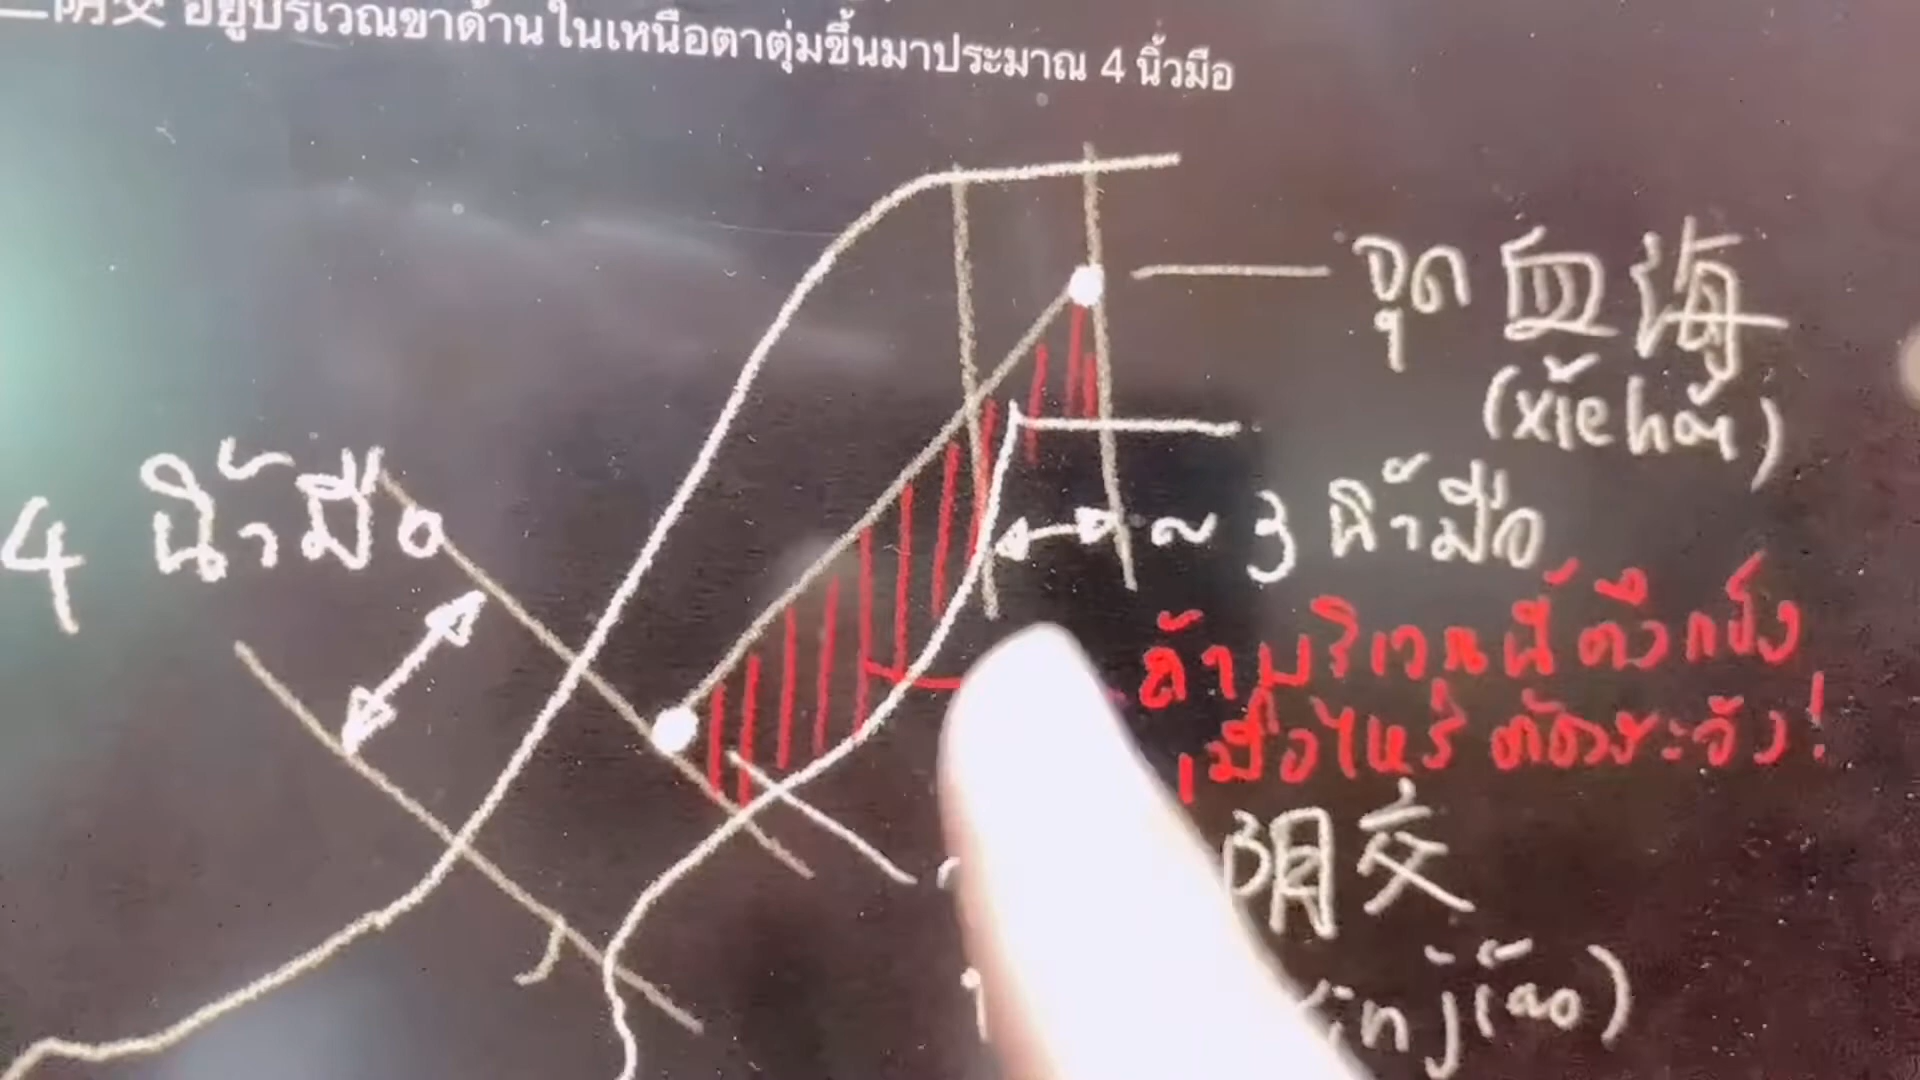 阴交 อยู่บริเวณขาด้านในเหนือตาตุ่มขึ้นมาประมาณ 4 นิ้วมือ
จุด 血海
(xiě hǎi)
4 นิ้วมือ
~ 3 นิ้วมือ
ถ้าบริเวณนี้ตึงแข็ง
เมื่อไหร่ ต้องระวัง!
阴交
injiāo)